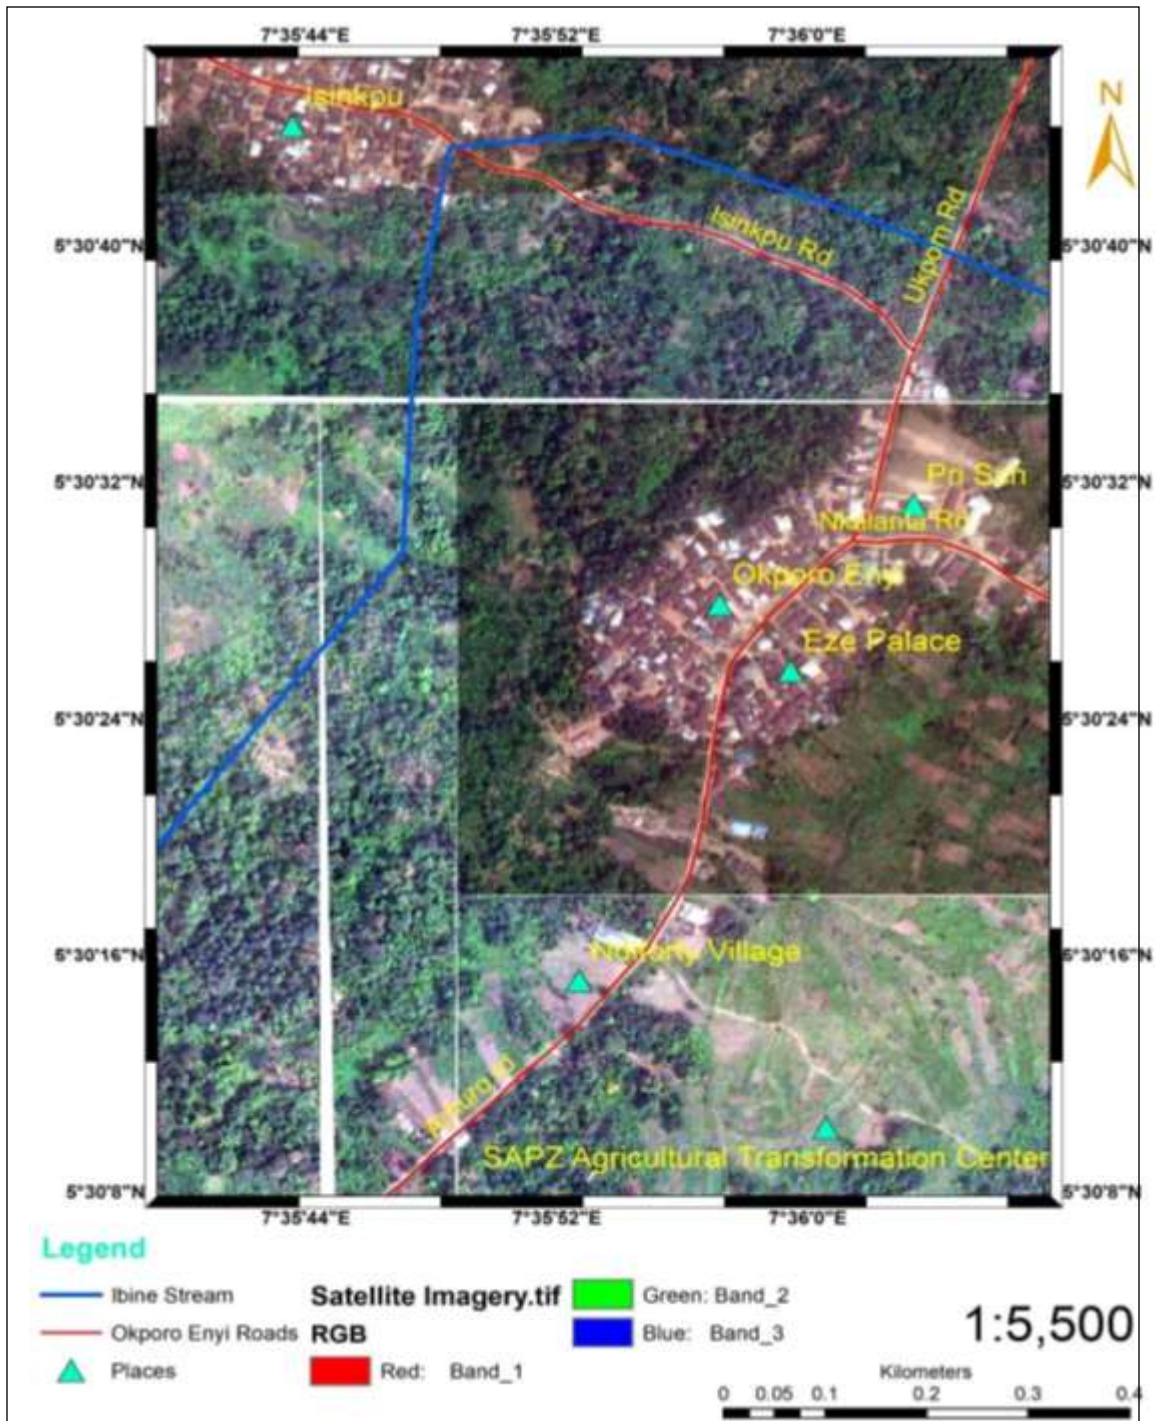 7°35'44"E 7°35'52"E 7°36'0"E
N
Isinkpu
Isinkpu Rd
Ukpom Rd
5°30'40"N 5°30'40"N
5°30'32"N 5°30'32"N
Pri Sch
Rd
Okporo Enyi
Eze Palace
5°30'24"N 5°30'24"N
5°30'16"N 5°30'16"N
Village
rd
SAPZ Agricultural Transformation Center
5°30'8"N 5°30'8"N
7°35'44"E 7°35'52"E 7°36'0"E
Legend
Ibine Stream
Okporo Enyi Roads
Places
Satellite Imagery.tif
RGB
Red: Band_1
Green: Band_2
Blue: Band_3
1:5,500
Kilometers
0 0.05 0.1 0.2 0.3 0.4